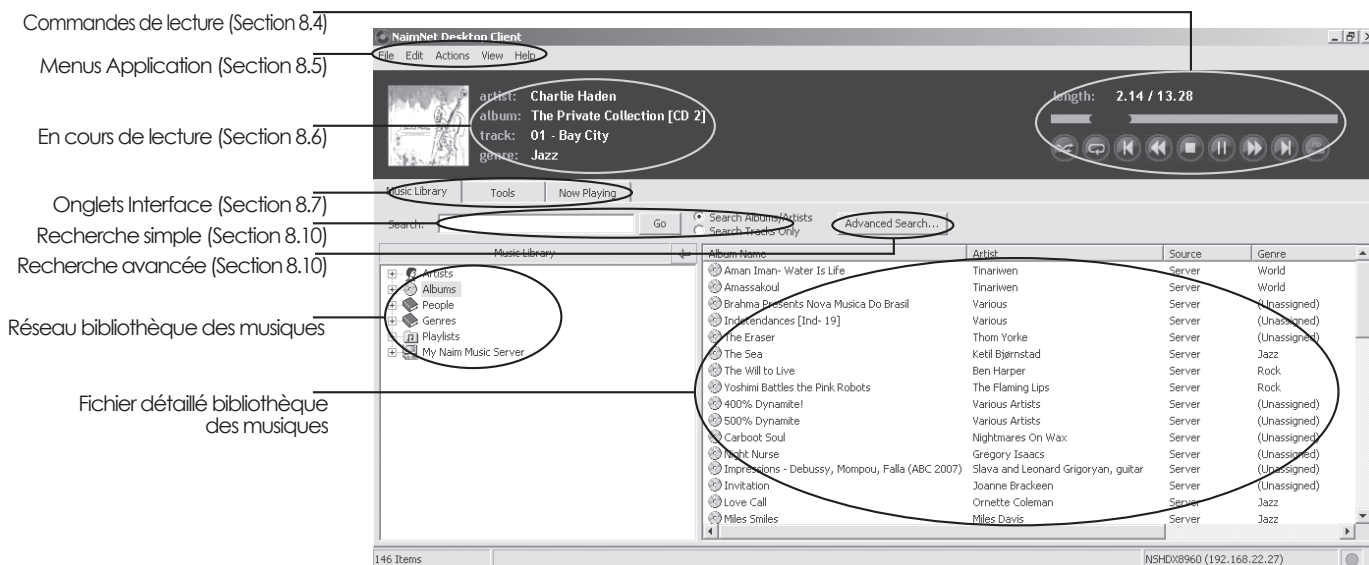 Commandes de lecture (Section 8.4)
Menus Application (Section 8.5)
En cours de lecture (Section 8.6)
Onglets Interface (Section 8.7)
Recherche simple (Section 8.10)
Recherche avancée (Section 8.10)
Réseau bibliothèque des musiques
Fichier détaillé bibliothèque
des musiques
NaimNet Desktop Client
File Edit Actions View Help
artist: Charlie Haden
album: The Private Collection [CD 2]
track: 01 - Bay City
genre: Jazz
length: 2.14 / 13.28
Music Library Tools Now Playing
Search: Go Search Albums/Artists Advanced Search...
Search Tracks Only
Music Library
Artists
Albums
People
Genres
Playlists
My Naim Music Server
Album Name Artist Source Genre
Aman Iman- Water Is Life Tinariwen Server World
Amassakoul Tinariwen Server World
Brahma Presents Nova Musica Do Brasil Various Server (Unassigned)
Indetendances [Ind- 19] Various Server (Unassigned)
The Eraser Thom Yorke Server (Unassigned)
The Sea Ketil Bjørnstad Server Jazz
The Will to Live Ben Harper Server Rock
Yoshimi Battles the Pink Robots The Flaming Lips Server Rock
400% Dynamite! Various Artists Server (Unassigned)
500% Dynamite Various Artists Server (Unassigned)
Carboot Soul Nightmares On Wax Server (Unassigned)
Night Nurse Gregory Isaacs Server (Unassigned)
Impressions - Debussy, Mompou, Falla (ABC 2007) Slava and Leonard Grigoryan, guitar Server (Unassigned)
Invitation Joanne Brackeen Server (Unassigned)
Love Call Ornette Coleman Server Jazz
Miles Smiles Miles Davis Server Jazz
146 Items NSHDX8960 (192.168.22.27)